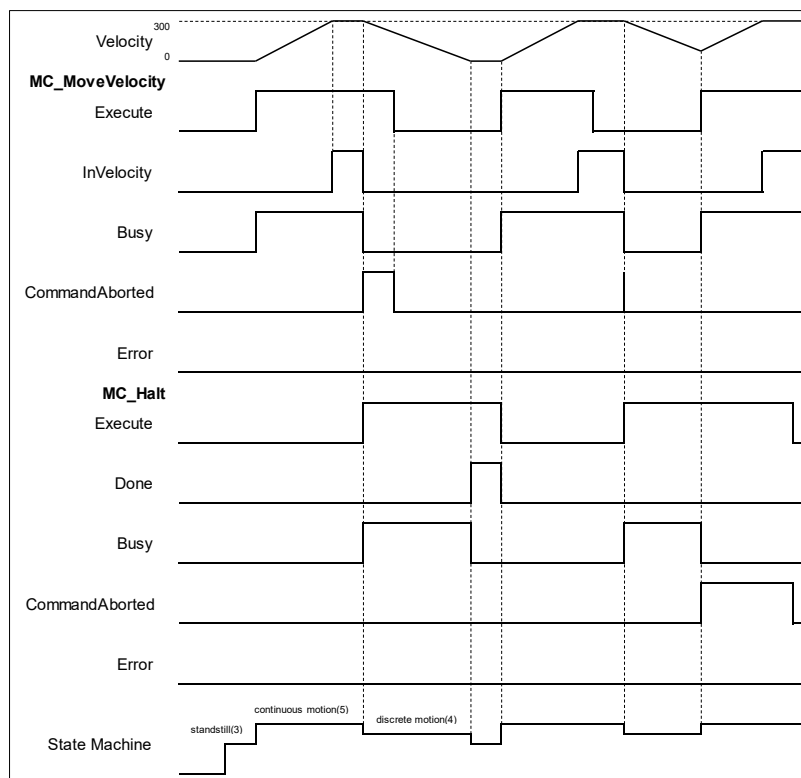 300
Velocity
0
MC_MoveVelocity
Execute
InVelocity
Busy
CommandAborted
Error
MC_Halt
Execute
Done
Busy
CommandAborted
Error
continuous motion(5)
discrete motion(4)
standstill(3)
State Machine